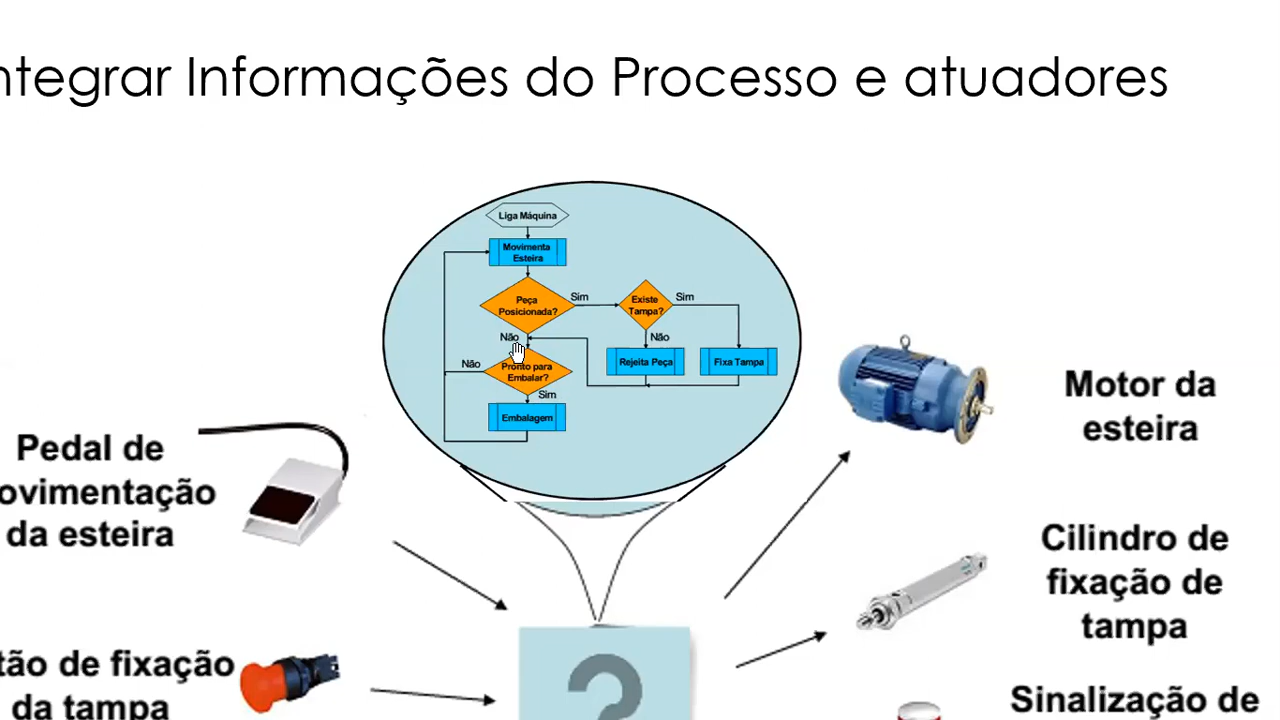 ntegrar Informações do Processo e atuadores
Liga Máquina
Movimenta
Esteira
Peça
Posicionada?
Sim
Existe
Tampa?
Sim
Não
Não
Rejeita Peça
Fixa Tampa
Não
Pronto para
Embalar?
Sim
Embalagem
Motor da
esteira
Pedal de
ovimentação
da esteira
Cilindro de
fixação de
tampa
tão de fixação
da tampa
?
Sinalização de